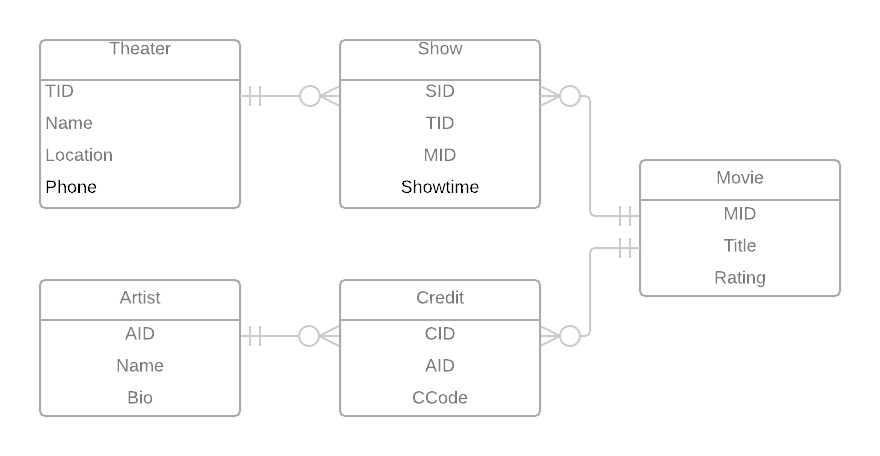 Theater
TID
Name
Location
Phone
Show
SID
TID
MID
Showtime
Movie
MID
Title
Rating
Artist
AID
Name
Bio
Credit
CID
AID
CCode